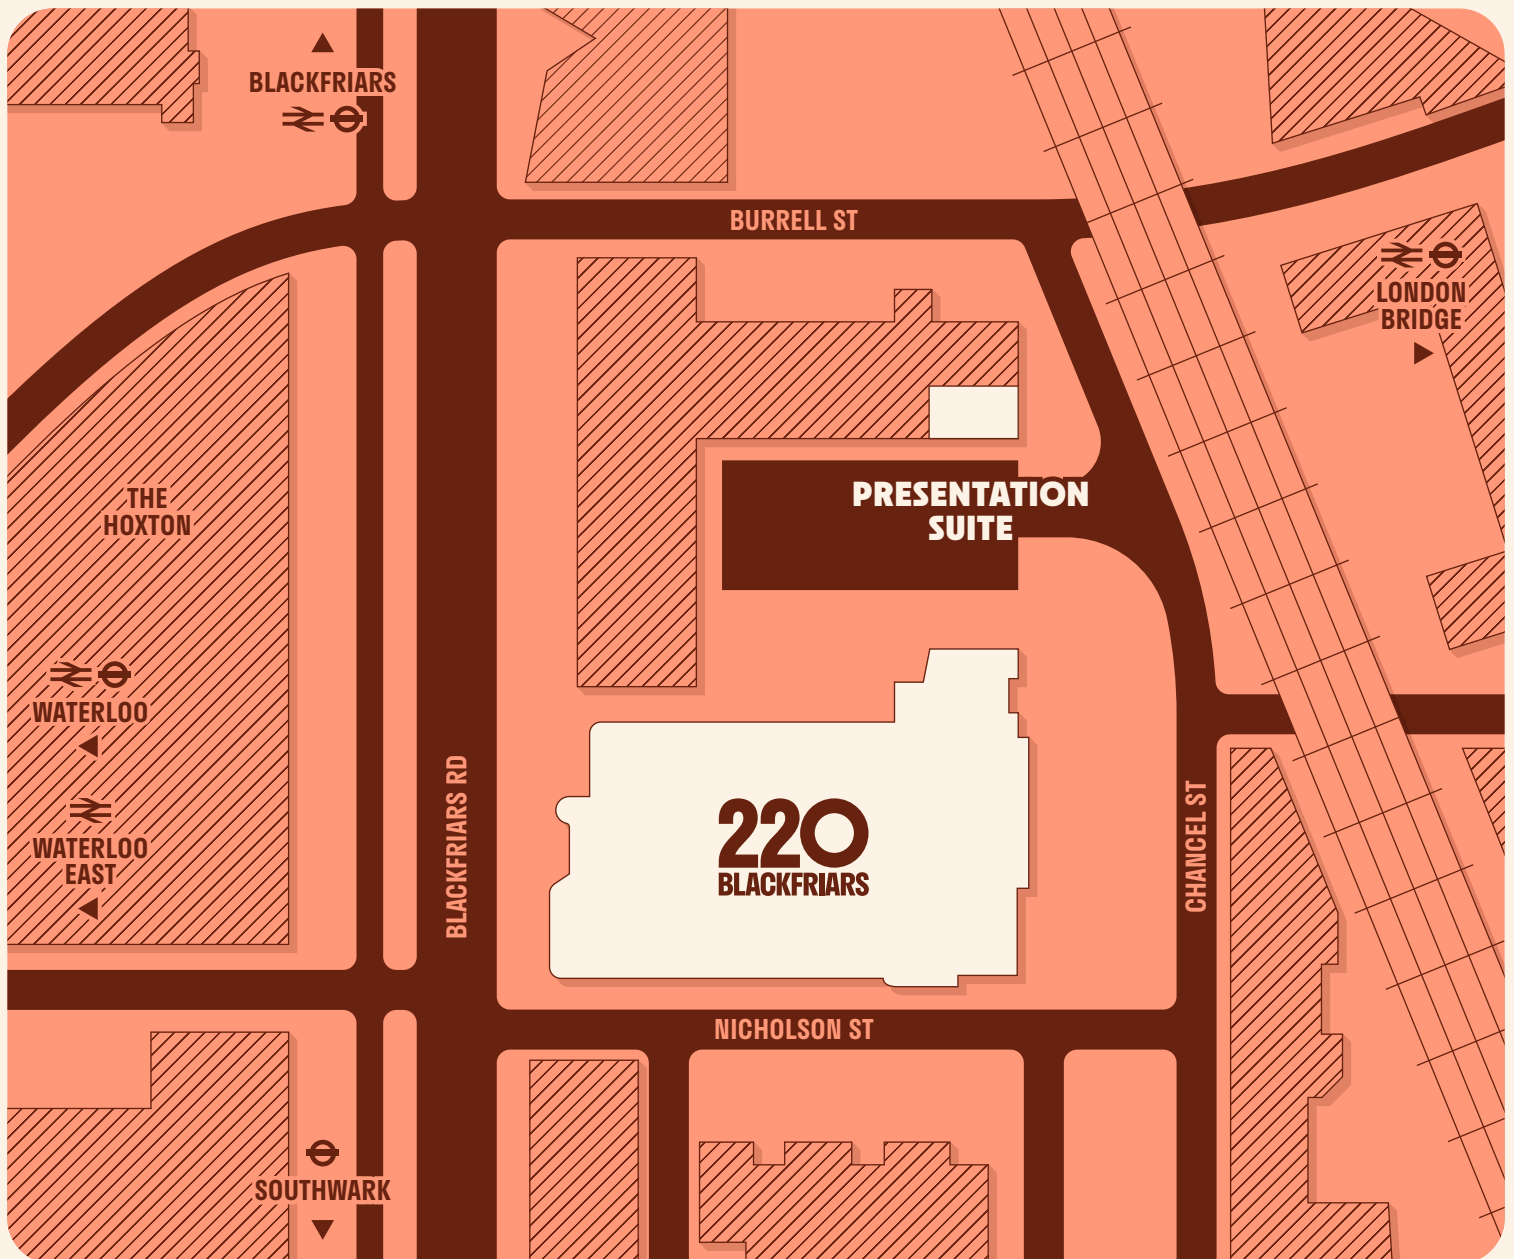 BLACKFRIARS
BURRELL ST
LONDON
BRIDGE
THE
HOXTON
PRESENTATION
SUITE
WATERLOO
WATERLOO
EAST
BLACKFRIARS RD
220
BLACKFRIARS
CHANCEL ST
NICHOLSON ST
SOUTHWARK